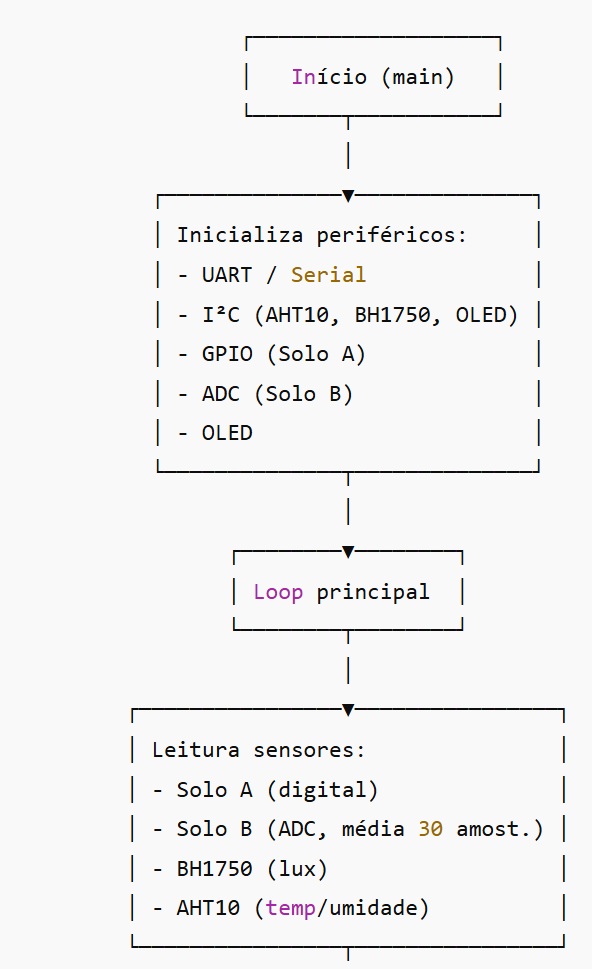 Início (main)
Inicializa periféricos:
- UART / Serial
- I²C (AHT10, BH1750, OLED)
- GPIO (Solo A)
- ADC (Solo B)
- OLED
Loop principal
Leitura sensores:
- Solo A (digital)
- Solo B (ADC, média 30 amost.)
- BH1750 (lux)
- AHT10 (temp/umidade)